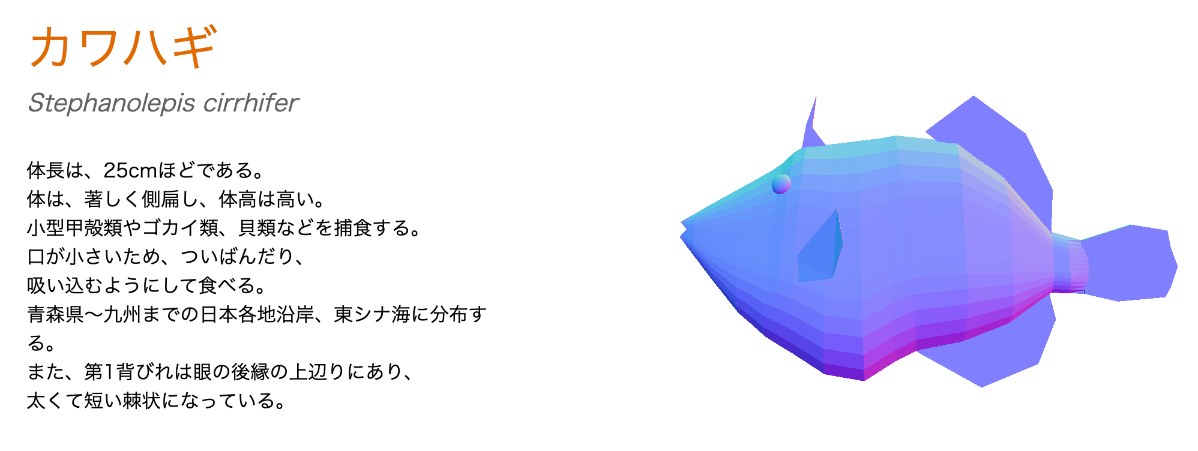 カワハギ
Stephanolepis cirrhifer
体長は、25cmほどである。
体は、著しく側扁し、体高は高い。
小型甲殻類やゴカイ類、貝類などを捕食する。
口が小さいため、ついばんだり、
吸い込むようにして食べる。
青森県〜九州までの日本各地沿岸、東シナ海に分布す
る。
また、第1背びれは眼の後縁の上辺りにあり、
太くて短い棘状になっている。